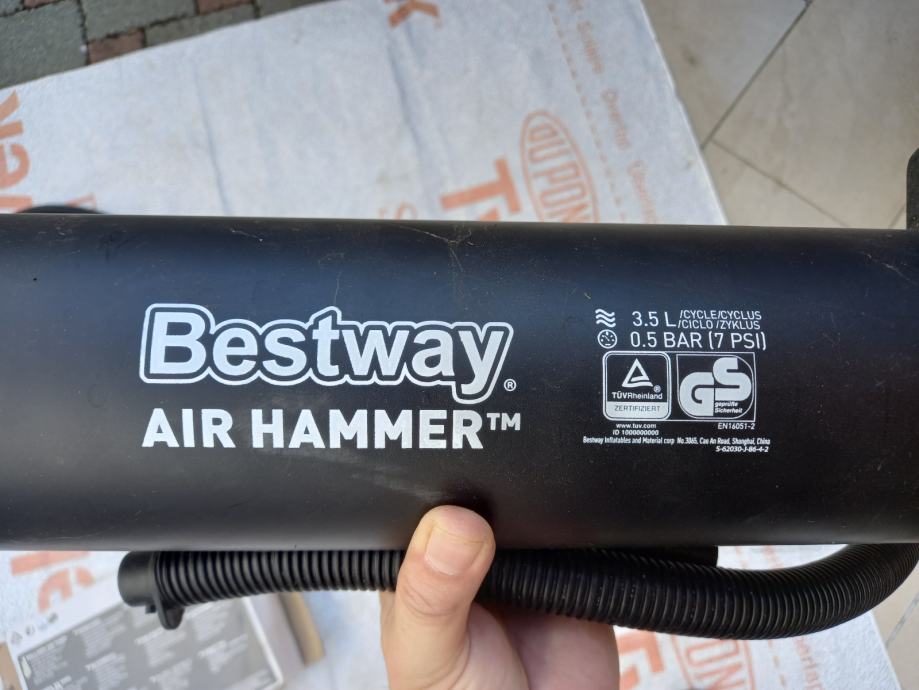 DU PONT
Bestway®
AIR HAMMER™
3.5 L /CYCLE/CYCLUS
/CICLO /ZYKLUS
0.5 BAR (7 PSI)
TÜVRheinland®
ZERTIFIZIERT
GS
geprüfte
Sicherheit
www.tuv.com
ID 1000000000
EN16051-2
Bestway Inflatables and Material corp No.3065, Cao An Road, Shanghai, China
S-62030-J-86-4-2